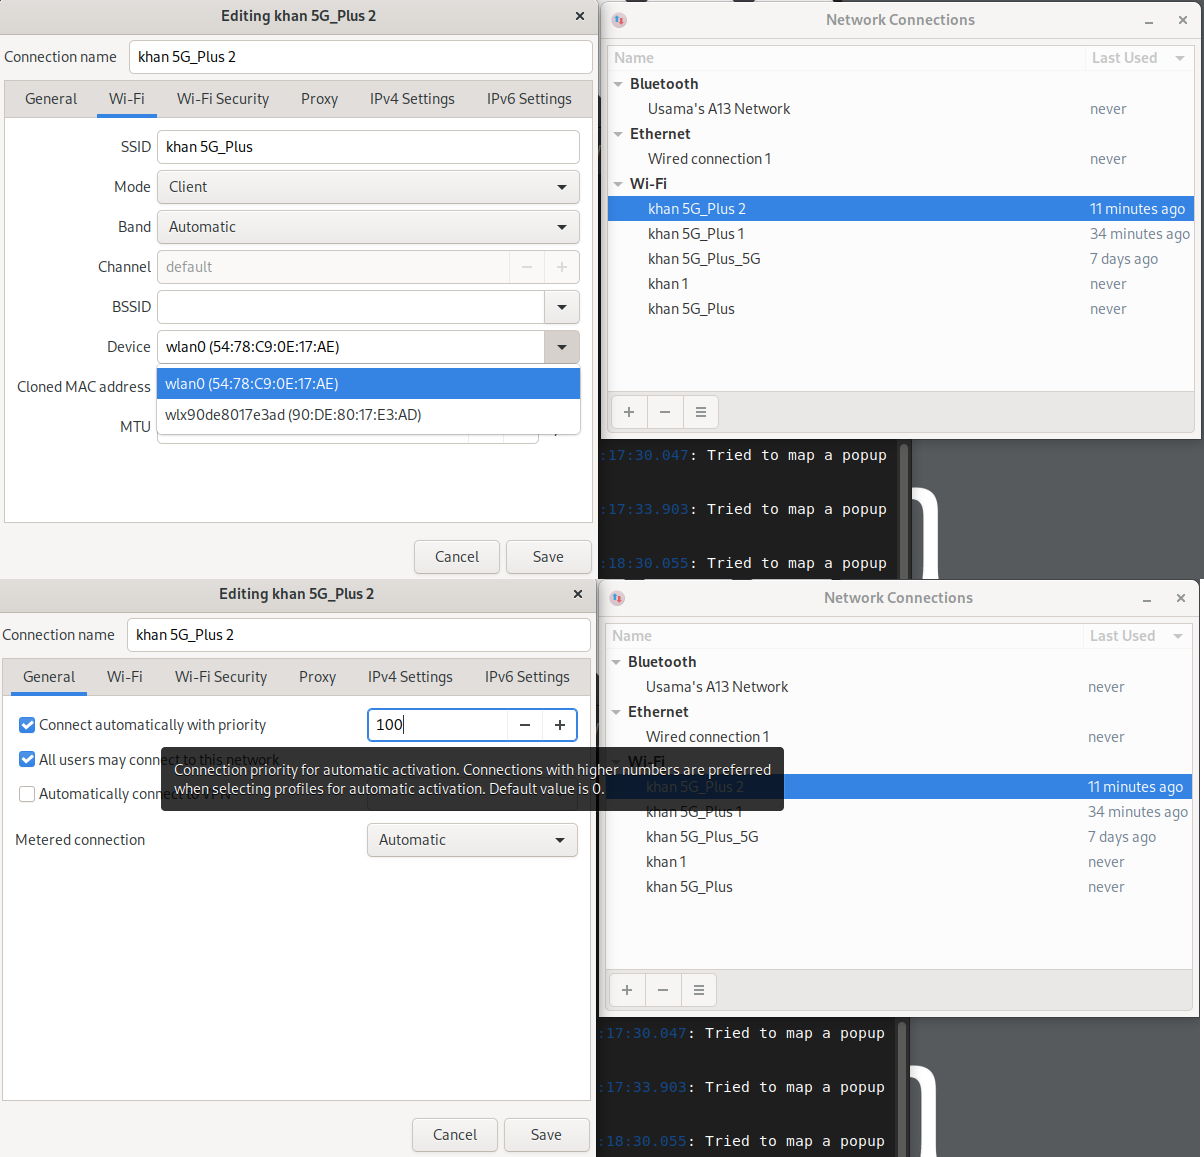 Editing khan 5G_Plus 2
Connection name khan 5G_Plus 2
General Wi-Fi Wi-Fi Security Proxy IPv4 Settings IPv6 Settings
SSID khan 5G_Plus
Mode Client
Band Automatic
Channel default
BSSID
Device wlan0 (54:78:C9:0E:17:AE)
wlan0 (54:78:C9:0E:17:AE)
Cloned MAC address
wlx90de8017e3ad (90:DE:80:17:E3:AD)
MTU
Cancel Save
Network Connections
Name Last Used
Bluetooth
Usama's A13 Network never
Ethernet
Wired connection 1 never
Wi-Fi
khan 5G_Plus 2 11 minutes ago
khan 5G_Plus 1 34 minutes ago
khan 5G_Plus_5G 7 days ago
khan 1 never
khan 5G_Plus never
:17:30.047: Tried to map a popup
:17:33.903: Tried to map a popup
:18:30.055: Tried to map a popup
Editing khan 5G_Plus 2
Connection name khan 5G_Plus 2
General Wi-Fi Wi-Fi Security Proxy IPv4 Settings IPv6 Settings
Connect automatically with priority 100
All users may connect to this network
Connection priority for automatic activation. Connections with higher numbers are preferred
when selecting profiles for automatic activation. Default value is 0.
Automatically connect to VPN
Metered connection Automatic
Cancel Save
Network Connections
Name Last Used
Bluetooth
Usama's A13 Network never
Ethernet
Wired connection 1 never
Wi-Fi
khan 5G_Plus 2 11 minutes ago
khan 5G_Plus 1 34 minutes ago
khan 5G_Plus_5G 7 days ago
khan 1 never
khan 5G_Plus never
:17:30.047: Tried to map a popup
:17:33.903: Tried to map a popup
:18:30.055: Tried to map a popup